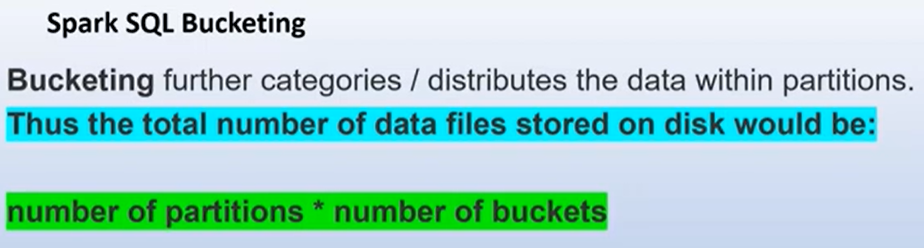 Spark SQL Bucketing
Bucketing further categories / distributes the data within partitions.
Thus the total number of data files stored on disk would be:
number of partitions * number of buckets